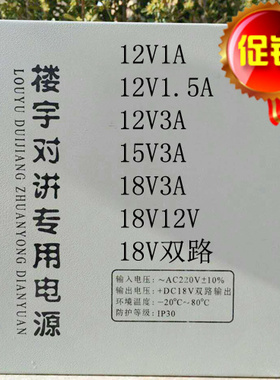 促销
楼宇对讲专用电源
LOUYU DUIJIANG ZHUANYONG DIANYUAN
12V1A
12V1.5A
12V3A
15V3A
18V3A
18V12V
18V双路
输入电压:~AC220V±10%
输出电压:+DC18V双路输出
环境温度:-20℃~80℃
防护等级:IP30